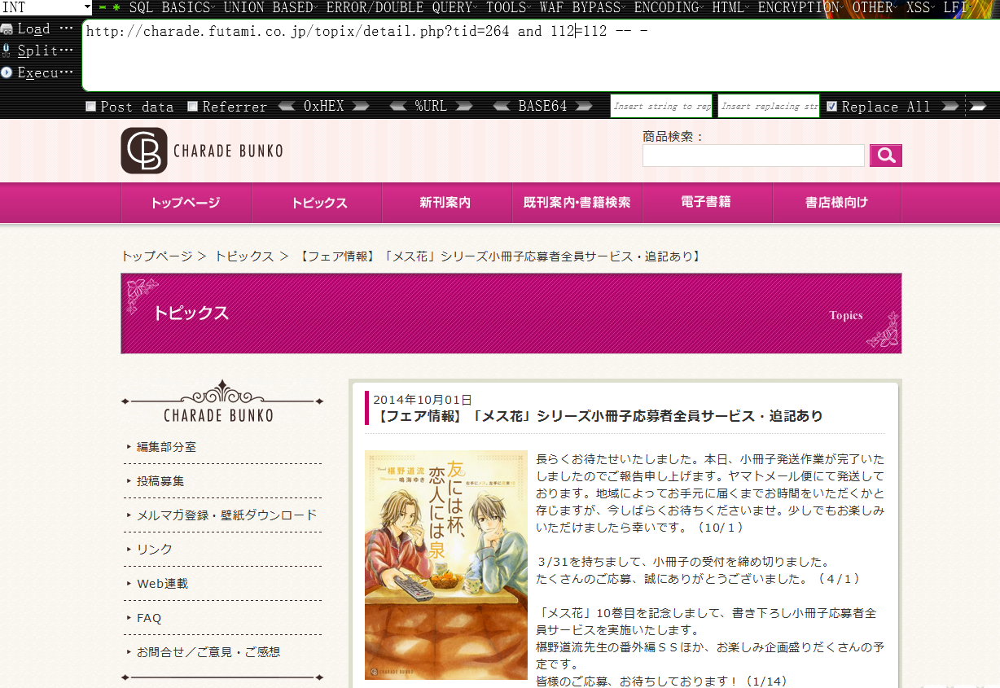 INT SQL BASICS UNION BASED ERROR/DOUBLE QUERY TOOLS WAF BYPASS ENCODING HTML ENCRYPTION OTHER XSS LFI
Load ...
http://charade.futami.co.jp/topix/detail.php?tid=264 and 112=112 -- -
Split...
Execu...
Post data Referrer 0xHEX %URL BASE64 Insert string to rep Insert replacing str Replace All
CB CHARADE BUNKO
商品検索：
トップページ トピックス 新刊案内 既刊案内・書籍検索 電子書籍 書店様向け
トップページ ＞ トピックス ＞ 【フェア情報】「メス花」シリーズ小冊子応募者全員サービス・追記あり】
トピックス
Topics
CHARADE BUNKO
編集部分室
投稿募集
メルマガ登録・壁紙ダウンロード
リンク
Web連載
FAQ
お問合せ／ご意見・ご感想
2014年10月01日
【フェア情報】「メス花」シリーズ小冊子応募者全員サービス・追記あり
友には杯、
恋人には泉
椹野道流
鳴海ゆき
CHARADE BUNKO
長らくお待たせいたしました。本日、小冊子発送作業が完了いた
しましたのでご報告申し上げます。ヤマトメール便にて発送して
おります。地域によってお手元に届くまでお時間をいただくかと
存じますが、今しばらくお待ちくださいませ。少しでもお楽しみ
いただけましたら幸いです。（10/１）
３/31を持ちまして、小冊子の受付を締め切りました。
たくさんのご応募、誠にありがとうございました。（４/１）
「メス花」10巻目を記念しまして、書き下ろし小冊子応募者全
員サービスを実施いたします。
椹野道流先生の番外編ＳＳほか、お楽しみ企画盛りだくさんの予
定です。
皆様のご応募、お待ちしております！（1/14）